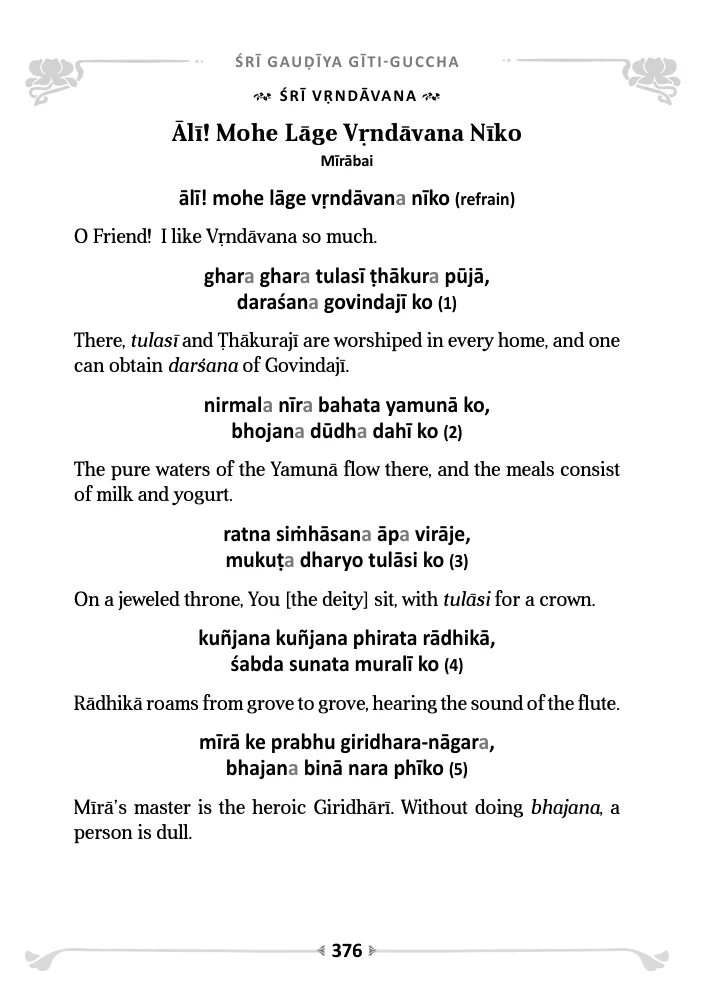 ŚRĪ GAUḌĪYA GĪTI-GUCCHA
ŚRĪ VṚNDĀVANA
Ālī! Mohe Lāge Vṛndāvana Nīko
Mīrābai
ālī! mohe lāge vṛndāvana nīko (refrain)
O Friend! I like Vṛndāvana so much.
ghara ghara tulasī ṭhākura pūjā,
daraśana govindajī ko (1)
There, tulasī and Ṭhākurajī are worshiped in every home, and one
can obtain darśana of Govindajī.
nirmala nīra bahata yamunā ko,
bhojana dūdha dahī ko (2)
The pure waters of the Yamunā flow there, and the meals consist
of milk and yogurt.
ratna siṁhāsana āpa virāje,
mukuṭa dharyo tulāsi ko (3)
On a jeweled throne, You [the deity] sit, with tulāsi for a crown.
kuñjana kuñjana phirata rādhikā,
śabda sunata muralī ko (4)
Rādhikā roams from grove to grove, hearing the sound of the flute.
mīrā ke prabhu giridhara-nāgara,
bhajana binā nara phīko (5)
Mīrā's master is the heroic Giridhārī. Without doing bhajana, a
person is dull.
376